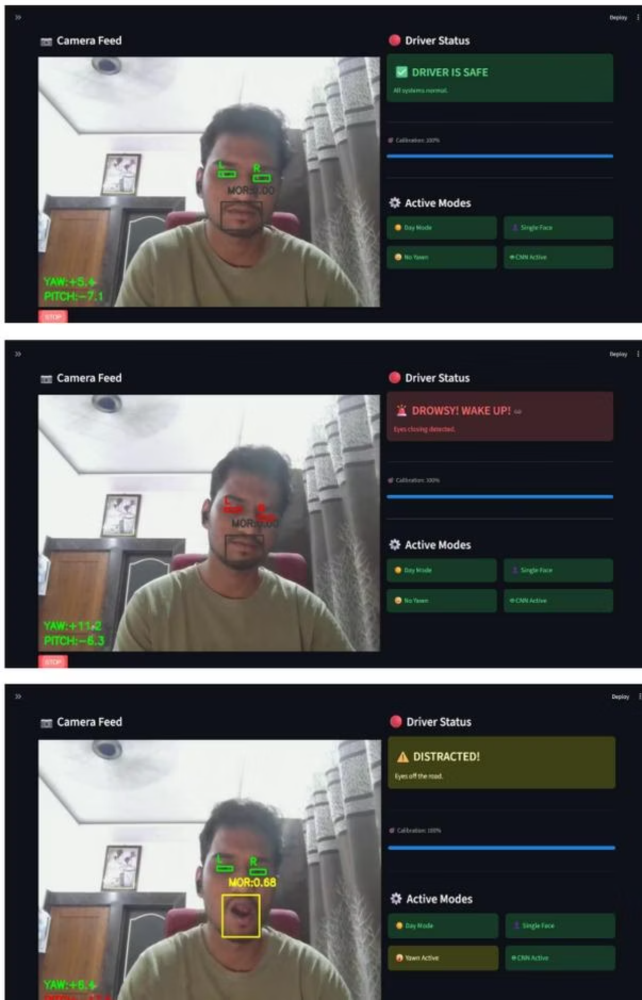 Deploy
Camera Feed
Driver Status
DRIVER IS SAFE
All systems normal.
Calibration: 100%
L
R
MOR:0.00
Active Modes
Day Mode
Single Face
No Yawn
CNN Active
YAW:+5.4
PITCH:-7.1
STOP
Deploy
Camera Feed
Driver Status
DROWSY! WAKE UP!
Eyes closing detected.
Calibration: 100%
L
R
MOR:0.00
Active Modes
Day Mode
Single Face
No Yawn
CNN Active
YAW:+11.2
PITCH:-6.3
STOP
Deploy
Camera Feed
Driver Status
DISTRACTED!
Eyes off the road.
Calibration: 100%
L
R
MOR:0.68
Active Modes
Day Mode
Single Face
Yawn Active
CNN Active
YAW:+6.4